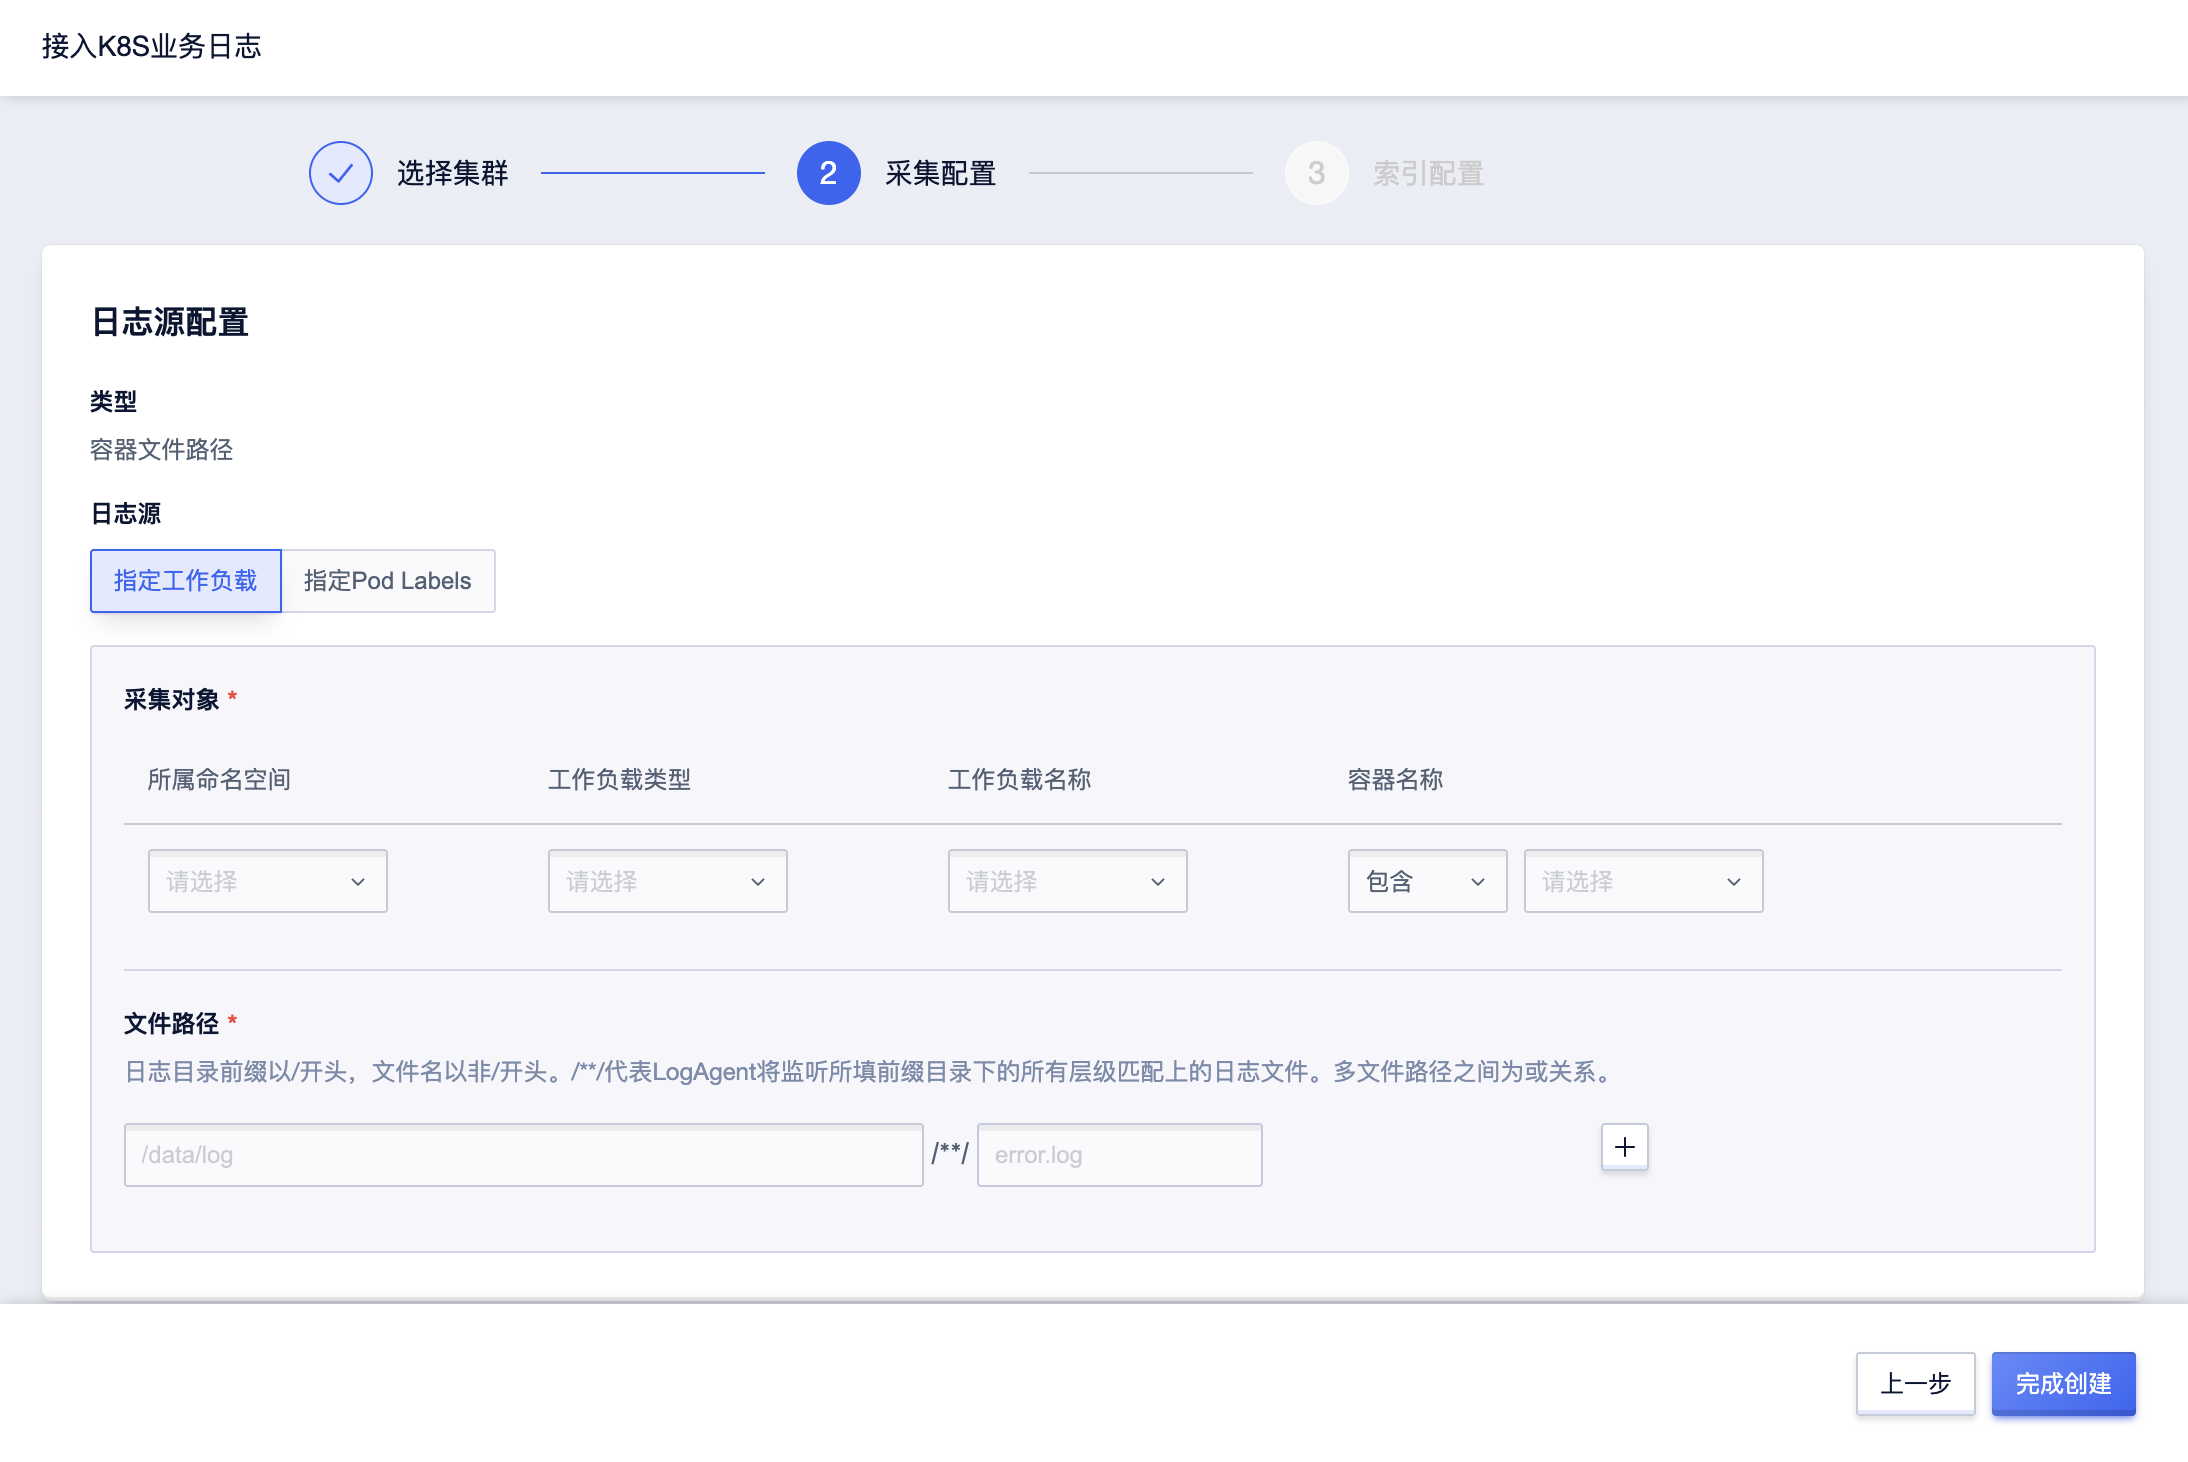 接入K8S业务日志
选择集群 2 采集配置 3 索引配置
日志源配置
类型
容器文件路径
日志源
指定工作负载 指定Pod Labels
采集对象 *
所属命名空间 工作负载类型 工作负载名称 容器名称
请选择 请选择 请选择 包含 请选择
文件路径 *
日志目录前缀以/开头，文件名以非/开头。/**/代表LogAgent将监听所填前缀目录下的所有层级匹配上的日志文件。多文件路径之间为或关系。
/data/log /**/ error.log
上一步 完成创建